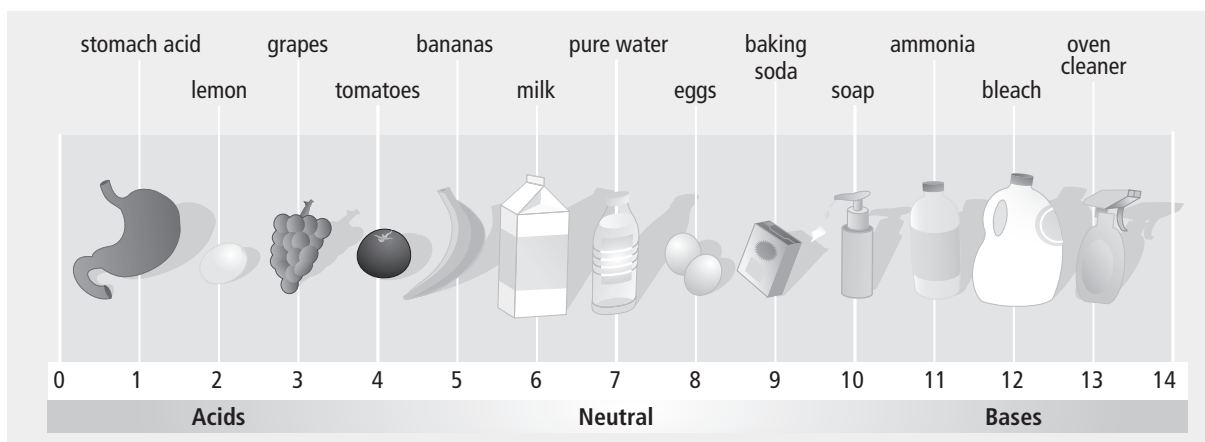 stomach acid grapes bananas pure water baking soda ammonia oven cleaner
lemon tomatoes milk eggs soap bleach
0 1 2 3 4 5 6 7 8 9 10 11 12 13 14
Acids Neutral Bases